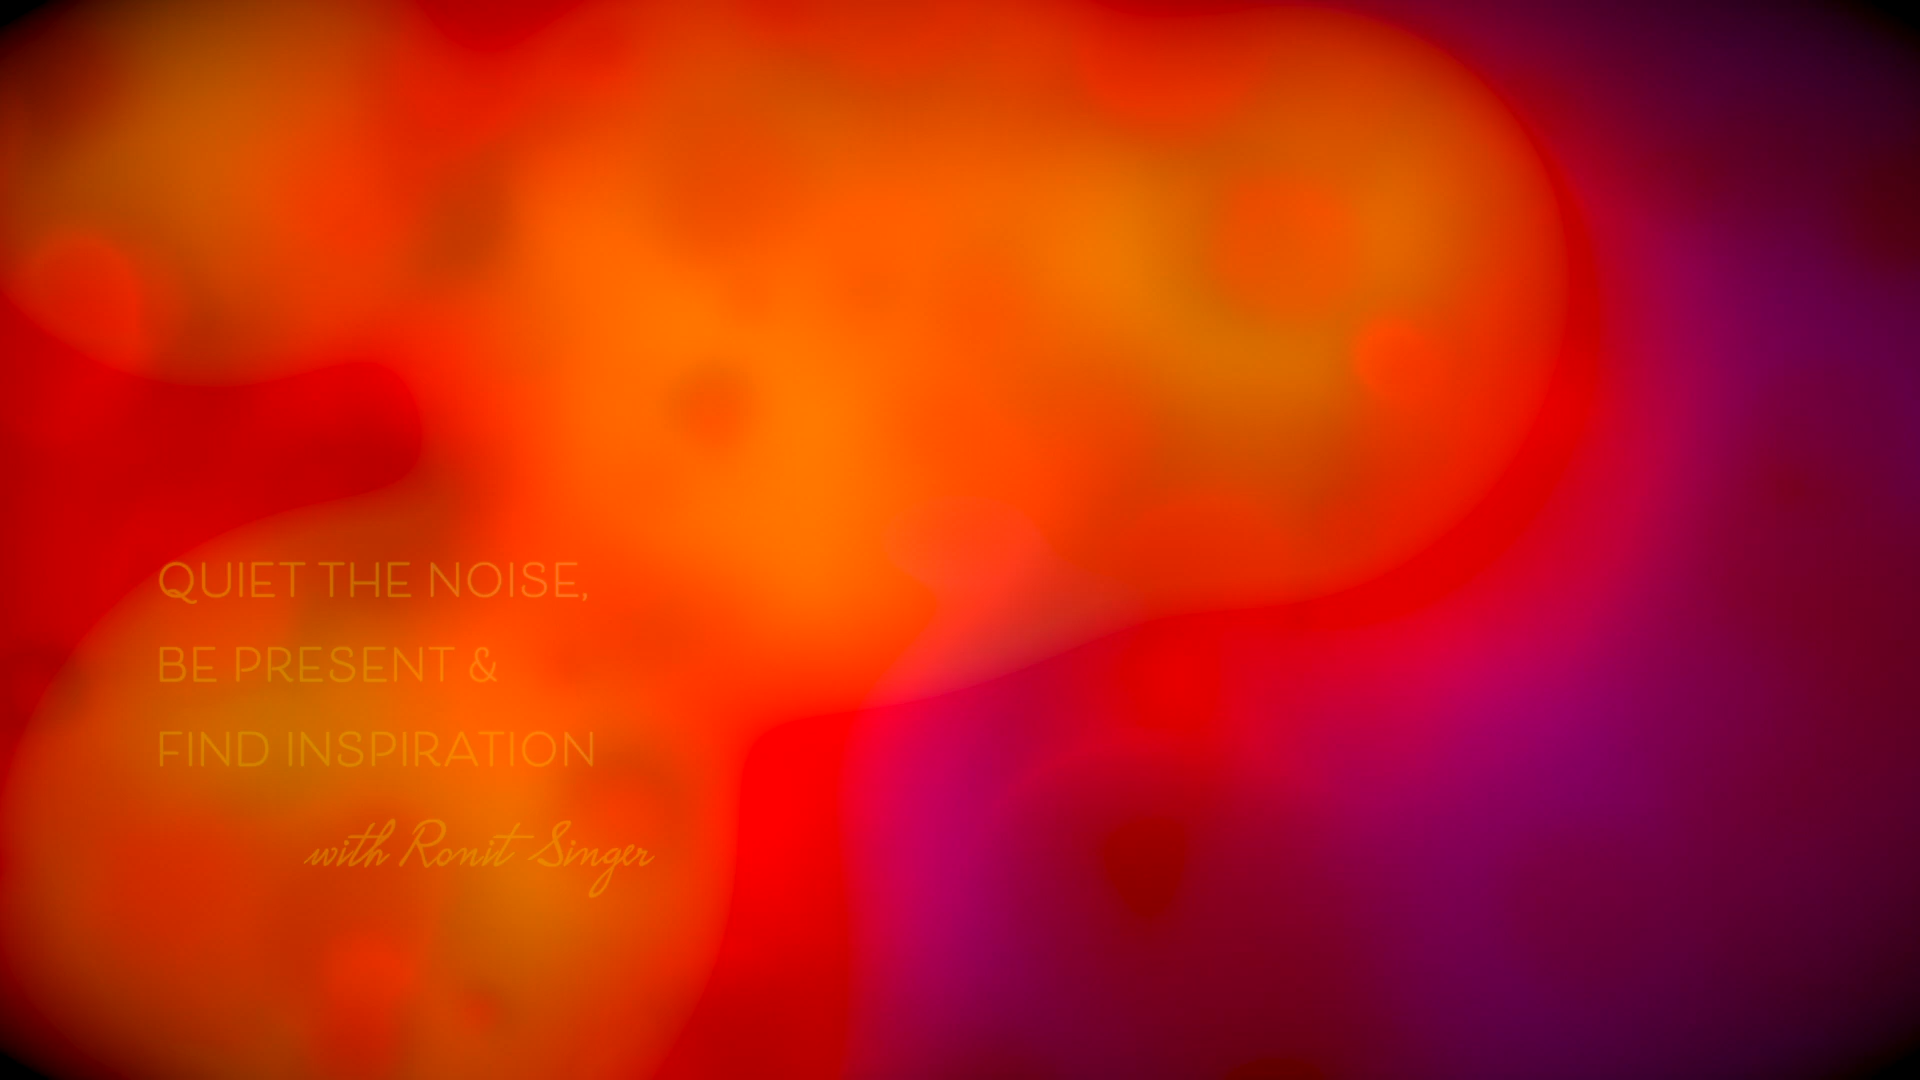 QUIET THE NOISE,
BE PRESENT &
FIND INSPIRATION
with Ronit Singer